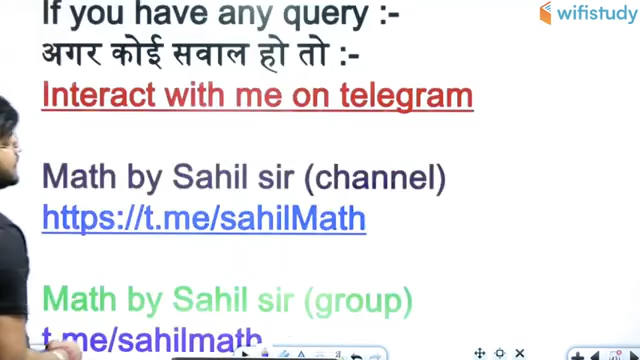 If you have any query :-
wifistudy
अगर कोई सवाल हो तो :-
Interact with me on telegram
Math by Sahil sir (channel)
https://t.me/sahilMath
Math by Sahil sir (group)
t.me/sahilmath